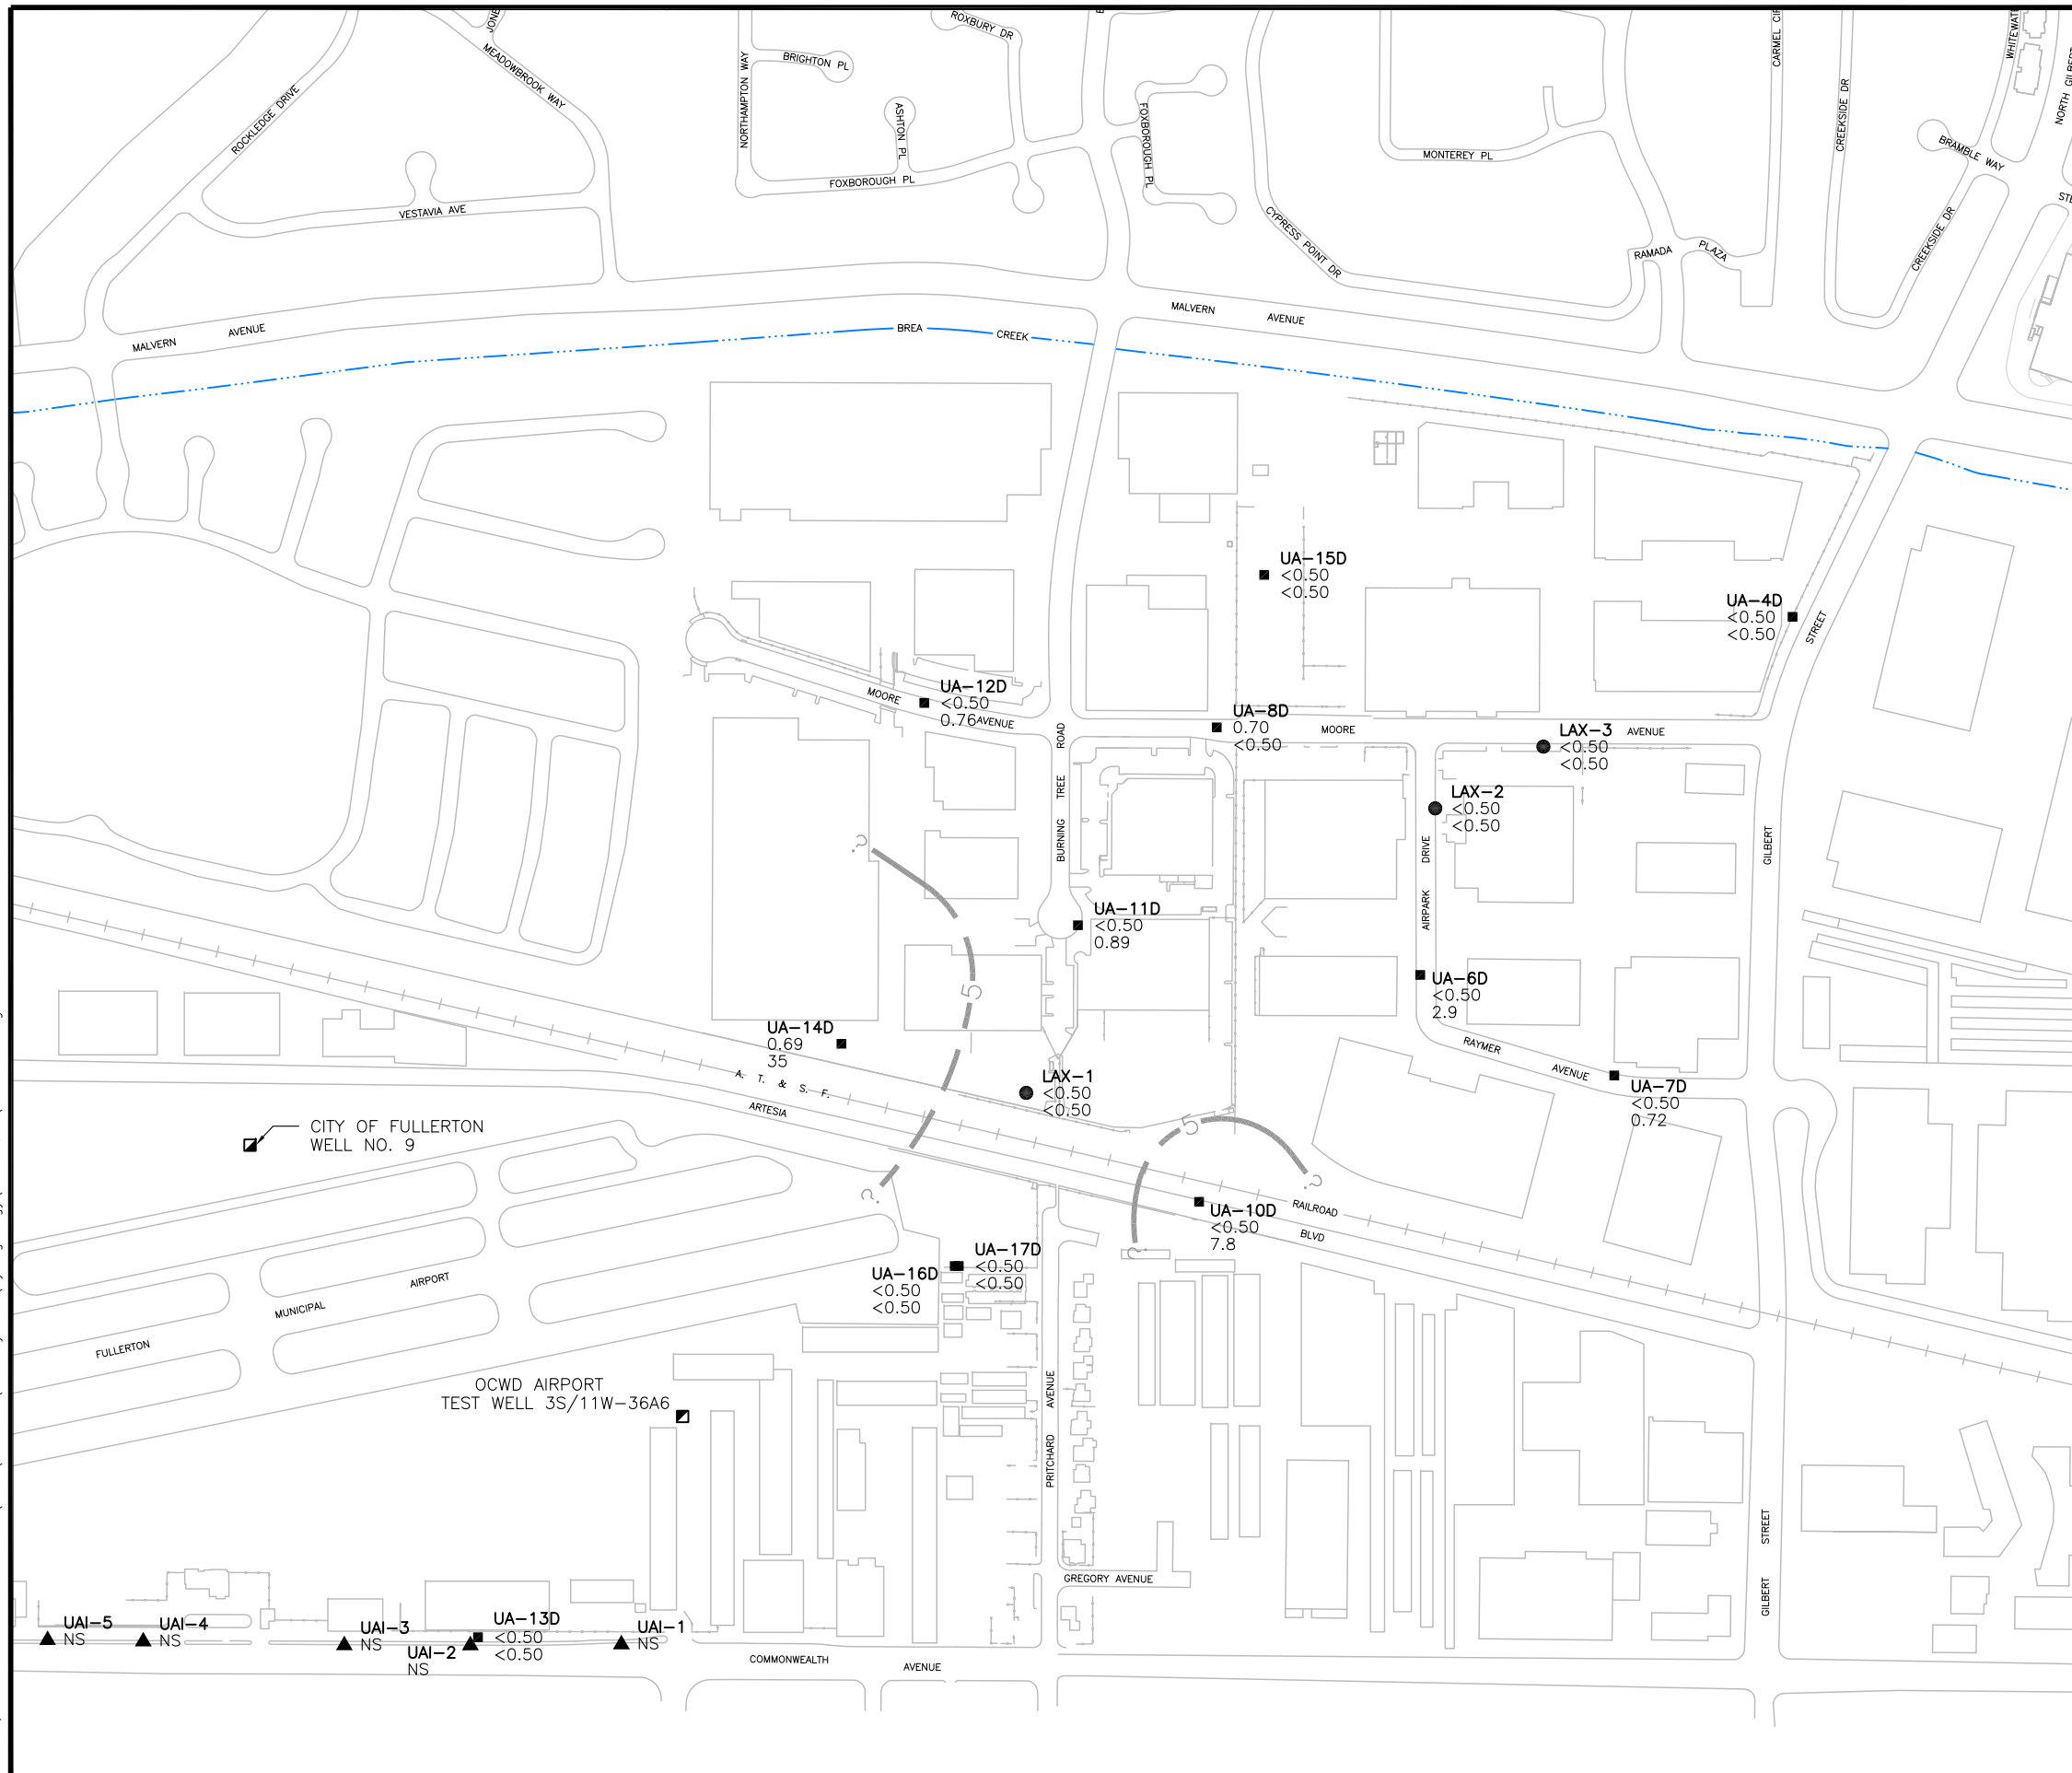 JONE
MEADOWBROOK WAY
ROCKLEDGE DRIVE
VESTAVIA AVE
NORTHAMPTON WAY
BRIGHTON PL
ASHTON PL
FOXBOROUGH PL
ROXBURY DR
FOXBOROUGH PL
CYPRESS POINT DR
MONTEREY PL
RAMADA PLAZA
CARMEL CIR
CREEKSIDE DR
WHITEWATE
NORTH GILBERT
BRAMBLE WAY
CREEKSIDE DR
STE
MALVERN AVENUE
MALVERN AVENUE
BREA CREEK
UA-15D
<0.50
<0.50
UA-4D
<0.50
<0.50
STREET
UA-12D
<0.50
0.76
MOORE AVENUE
UA-8D
0.70
<0.50
MOORE AVENUE
LAX-3
<0.50
<0.50
LAX-2
<0.50
<0.50
BURNING TREE ROAD
AIRPARK DRIVE
GILBERT
?
5
UA-11D
<0.50
0.89
UA-6D
<0.50
2.9
UA-14D
0.69
35
RAYMER AVENUE
UA-7D
<0.50
0.72
LAX-1
<0.50
<0.50
A. T. & S. F.
ARTESIA
CITY OF FULLERTON
WELL NO. 9
5
?
?
RAILROAD
BLVD
UA-10D
<0.50
7.8
?
UA-17D
<0.50
<0.50
UA-16D
<0.50
<0.50
FULLERTON MUNICIPAL AIRPORT
OCWD AIRPORT
TEST WELL 3S/11W-36A6
PRITCHARD AVENUE
GREGORY AVENUE
GILBERT STREET
UAI-5
NS
UAI-4
NS
UAI-3
NS
UAI-2
NS
UA-13D
<0.50
<0.50
UAI-1
NS
COMMONWEALTH AVENUE